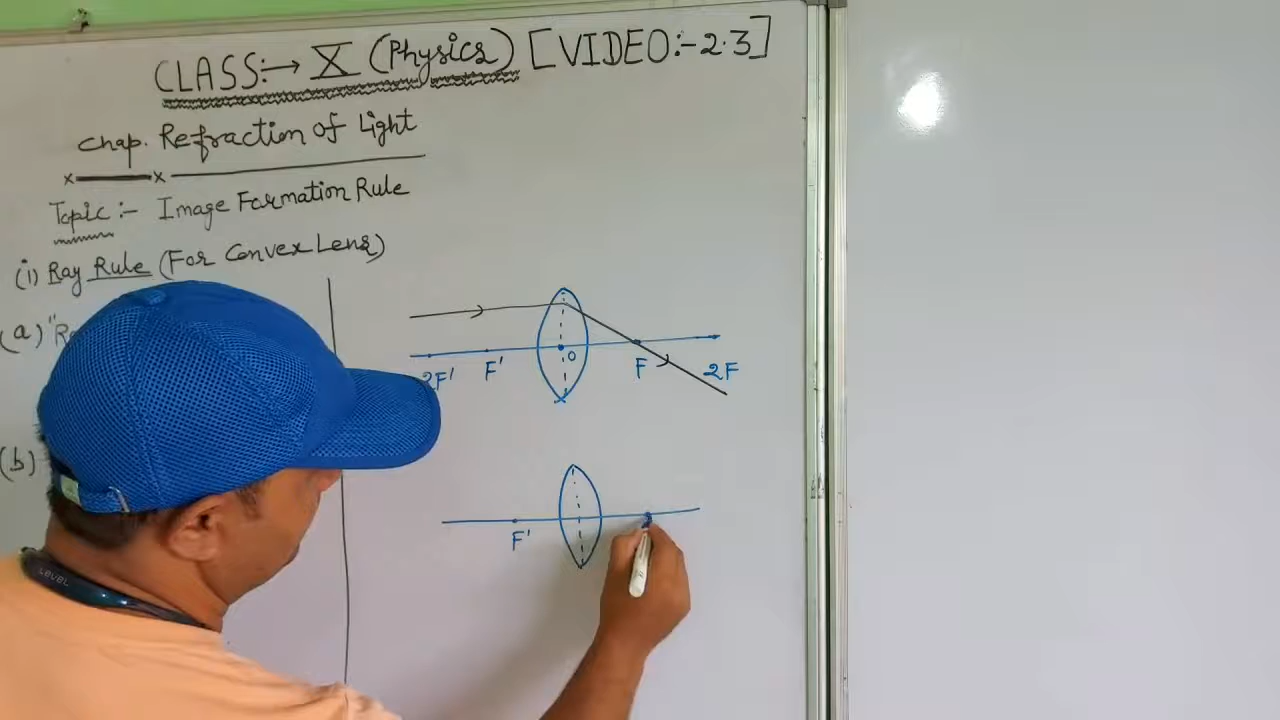 CLASS:→ X (Physics) [VIDEO:-2.3]
Chap. Refraction of Light
Topic :- Image Formation Rule
(i) Ray Rule (For Convex Lens)
(a) "R
2F' F' O F 2F
(b)
F'
LEVEL